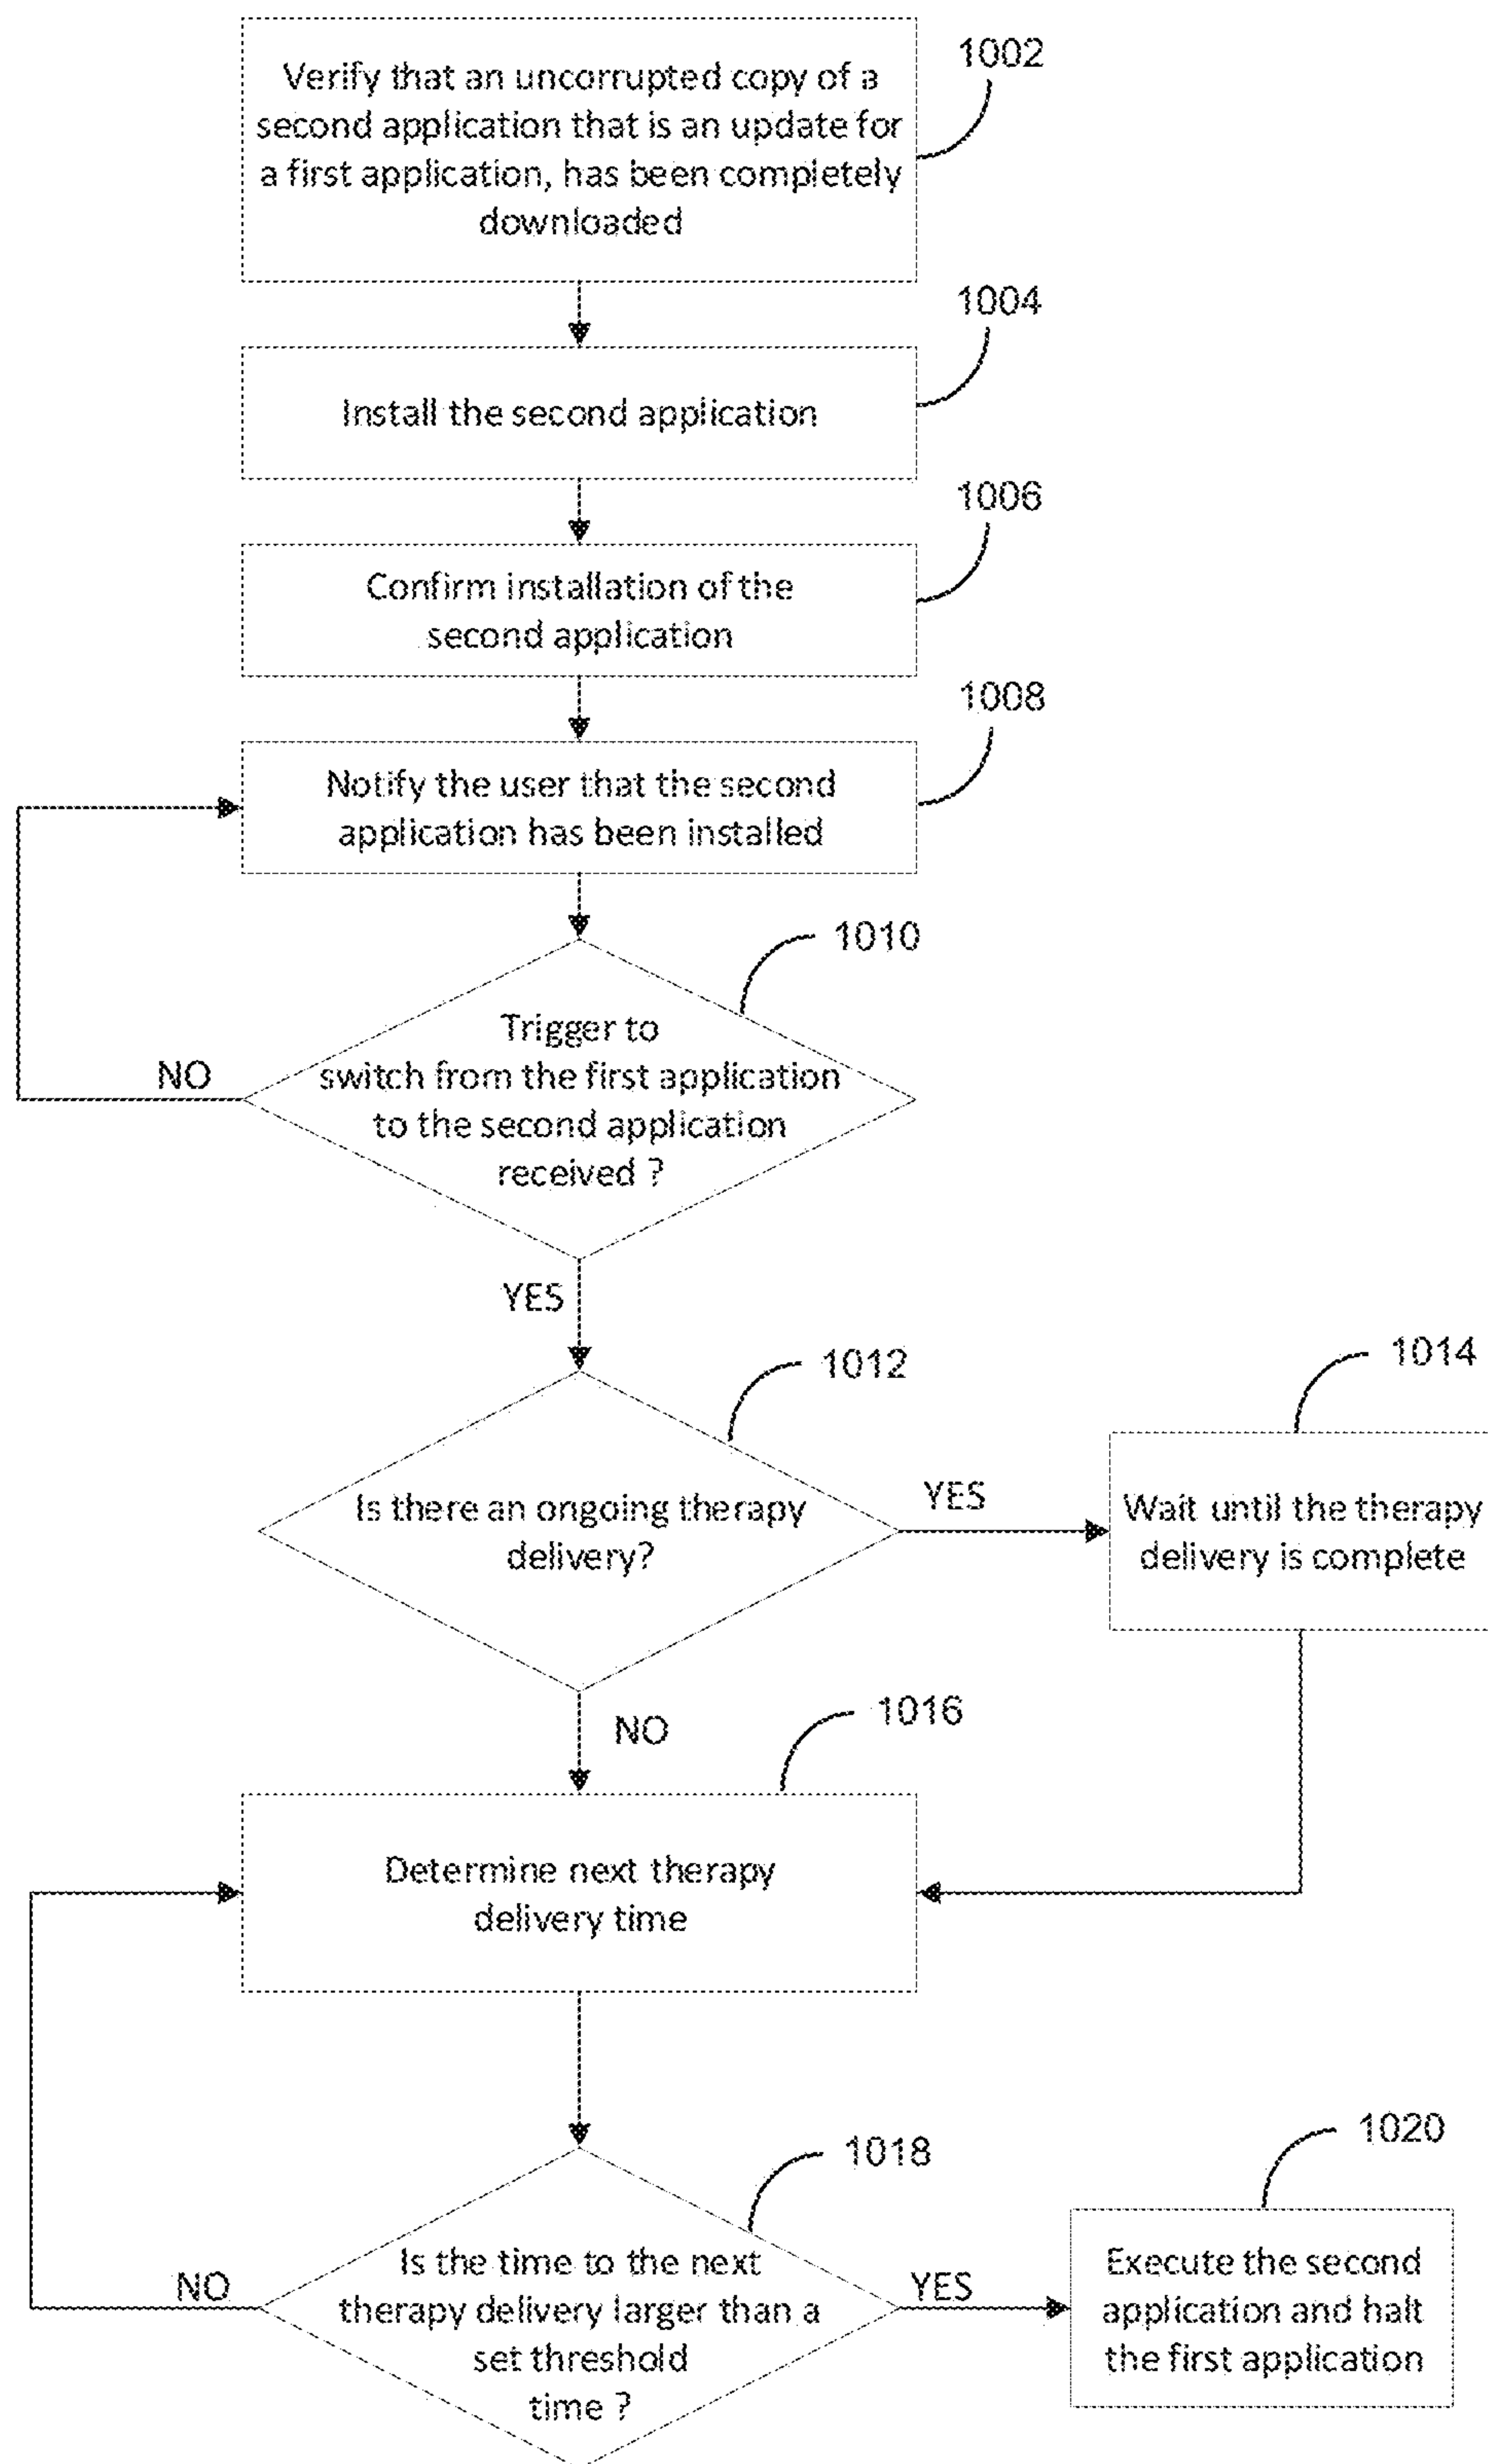 Verify that an uncorrupted copy of a
second application that is an update for
a first application, has been completely
downloaded
1002
Install the second application
1004
Confirm installation of the
second application
1006
Notify the user that the second
application has been installed
1008
Trigger to
switch from the first application
to the second application
received ?
1010
NO
YES
Is there an ongoing therapy
delivery?
1012
YES
Wait until the therapy
delivery is complete
1014
NO
Determine next therapy
delivery time
1016
Is the time to the next
therapy delivery larger than a
set threshold
time ?
1018
NO
YES
Execute the second
application and halt
the first application
1020